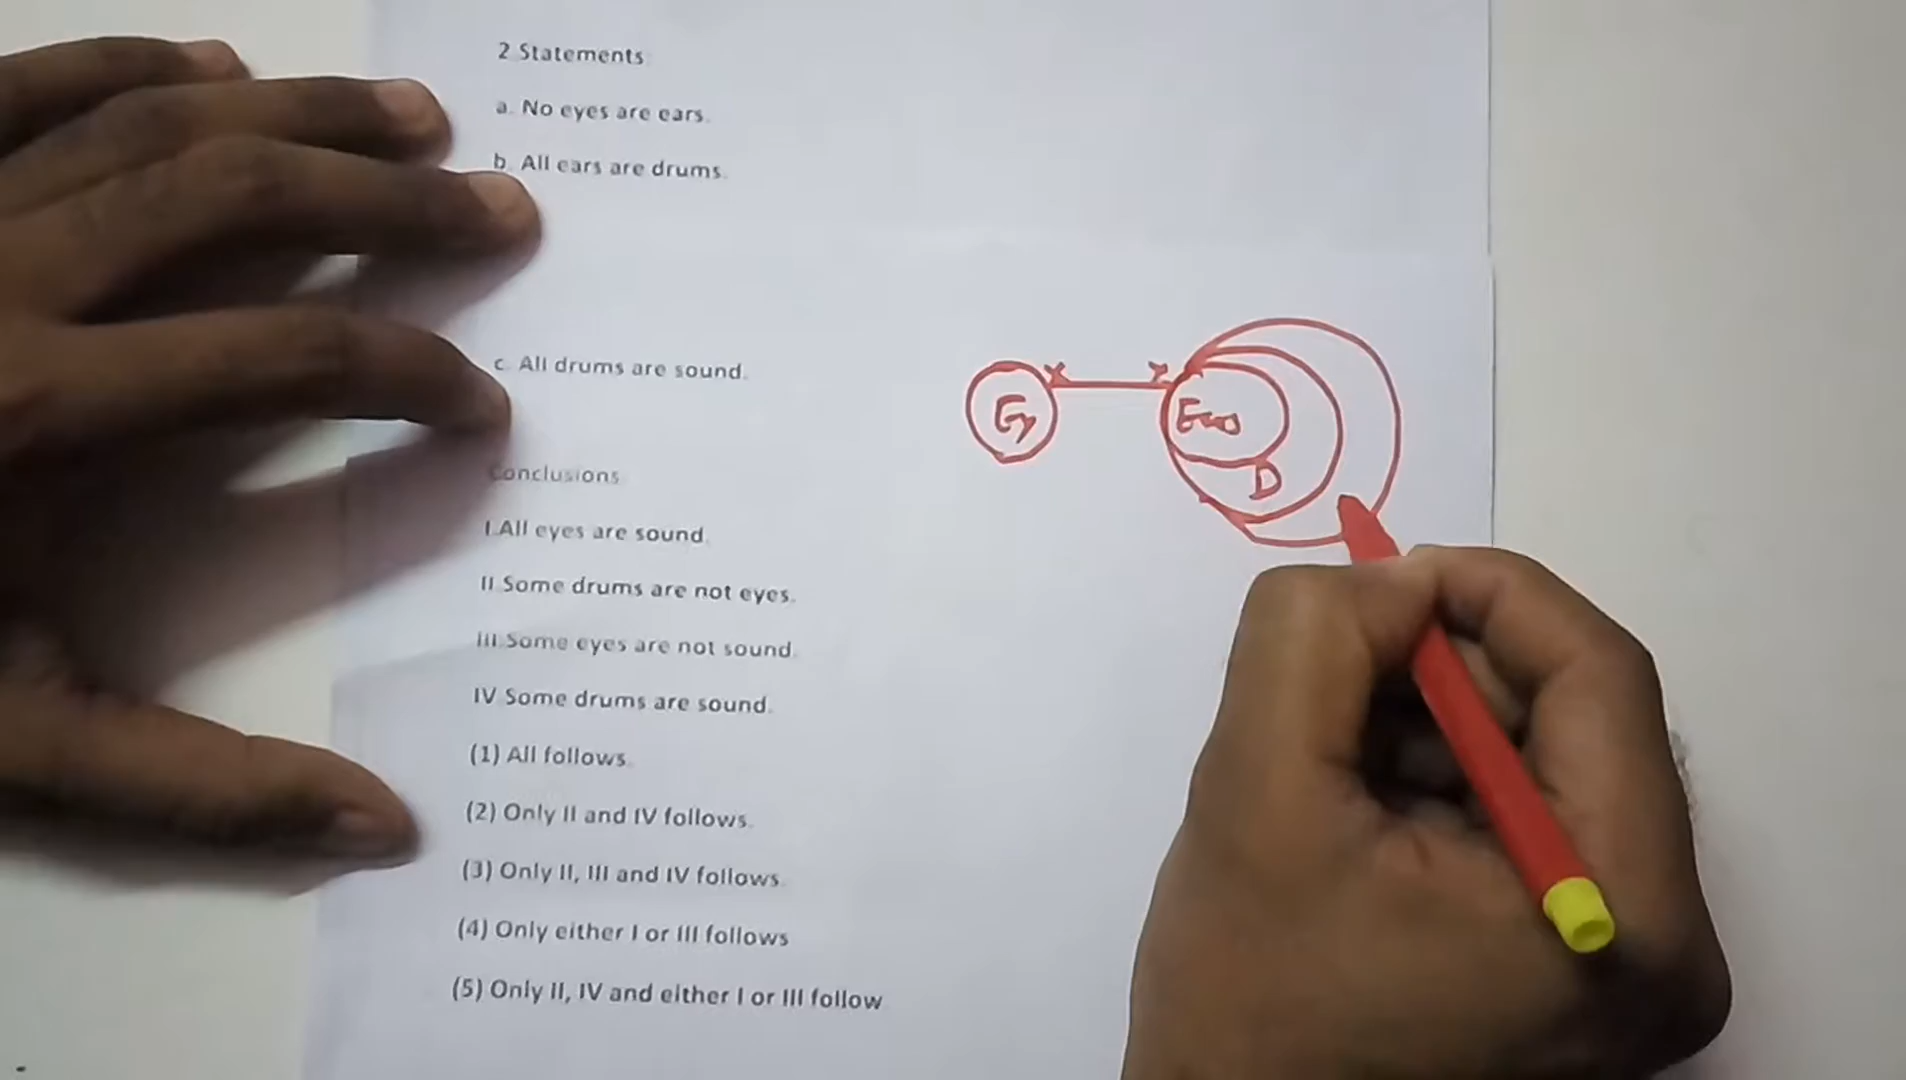 2 Statements
a. No eyes are ears.
b. All ears are drums.
c. All drums are sound.
Ey
Ears
D
Conclusions
I.All eyes are sound.
II.Some drums are not eyes.
III.Some eyes are not sound.
IV Some drums are sound.
(1) All follows.
(2) Only II and IV follows.
(3) Only II, III and IV follows.
(4) Only either I or III follows
(5) Only II, IV and either I or III follow